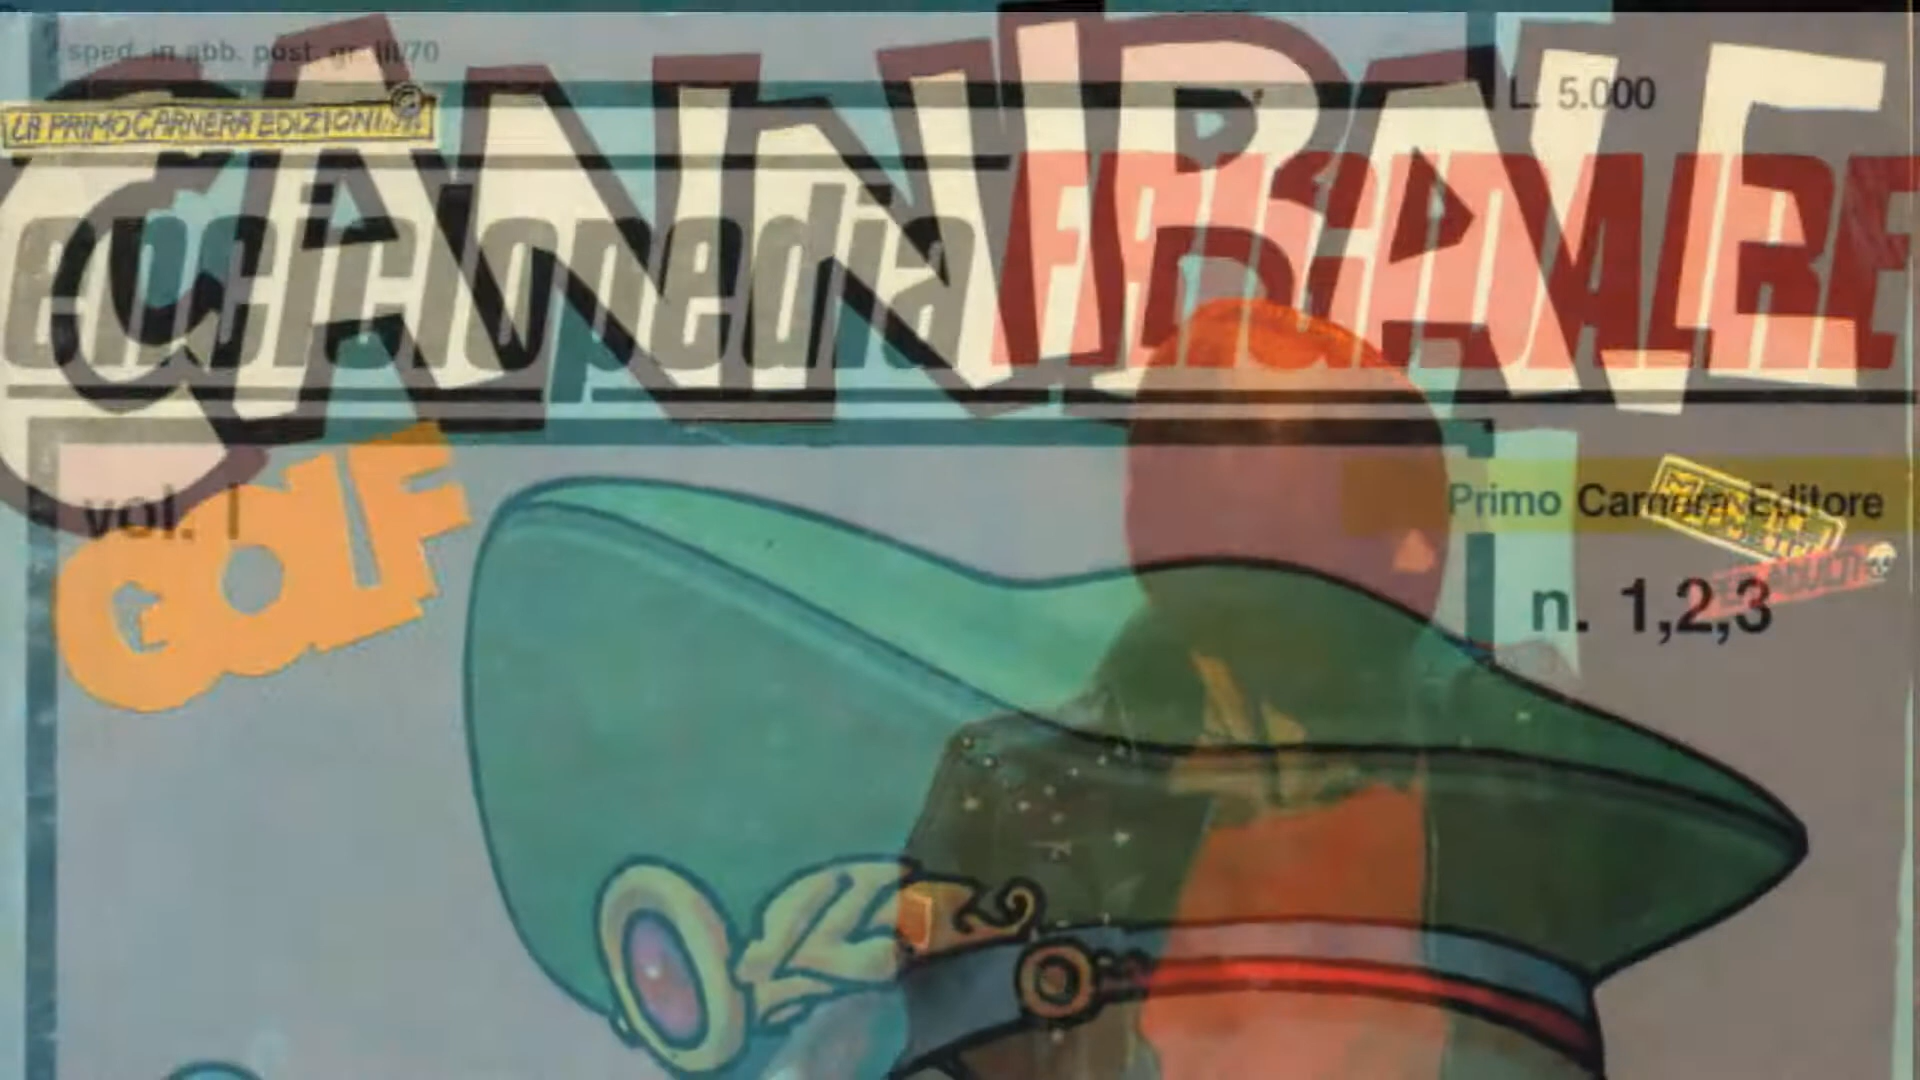 sped. in abb. post. gr. III/70
L. 5.000
LA PRIMO CARNERA EDIZIONI
CANNIBALE
enciclopedia FRIGIDAIRE
vol. I
GOLF
Primo Carnera Editore
n. 1,2,3